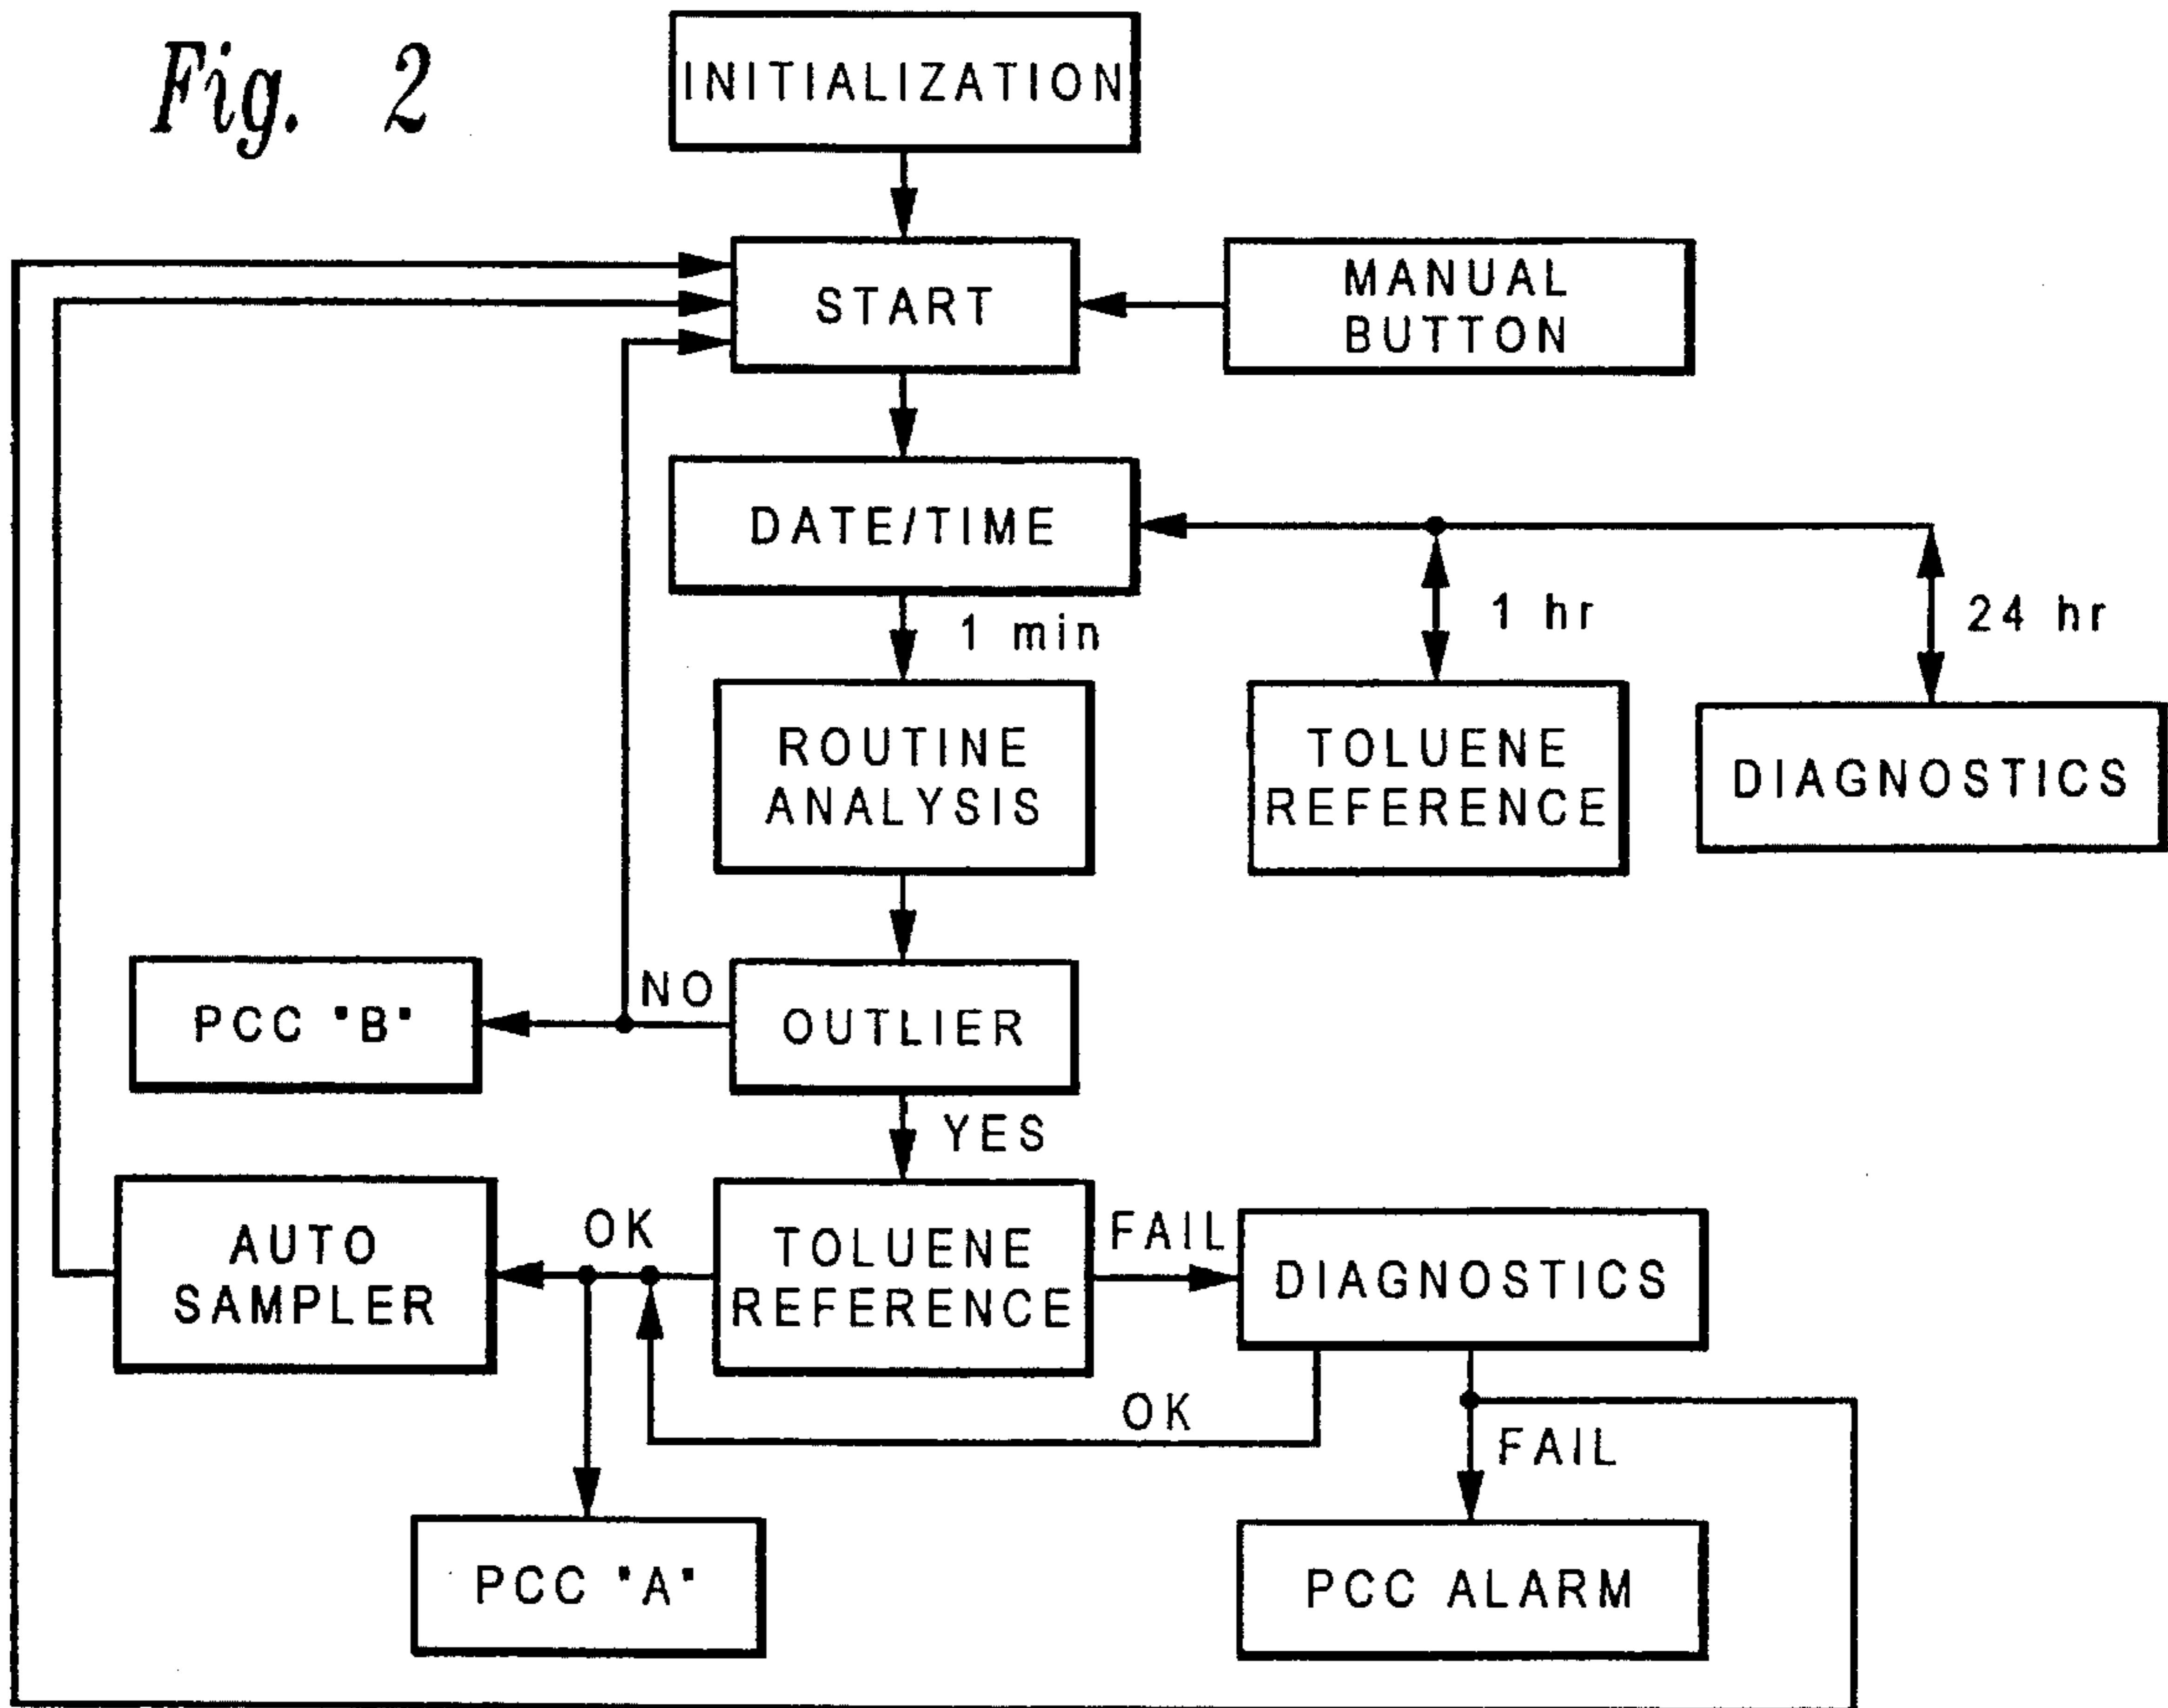 Fig. 2
INITIALIZATION
START
MANUAL
BUTTON
DATE/TIME
1 min
1 hr
24 hr
ROUTINE
ANALYSIS
TOLUENE
REFERENCE
DIAGNOSTICS
PCC "B"
NO
OUTLIER
YES
AUTO
SAMPLER
OK
TOLUENE
REFERENCE
FAIL
DIAGNOSTICS
OK
FAIL
PCC "A"
PCC ALARM